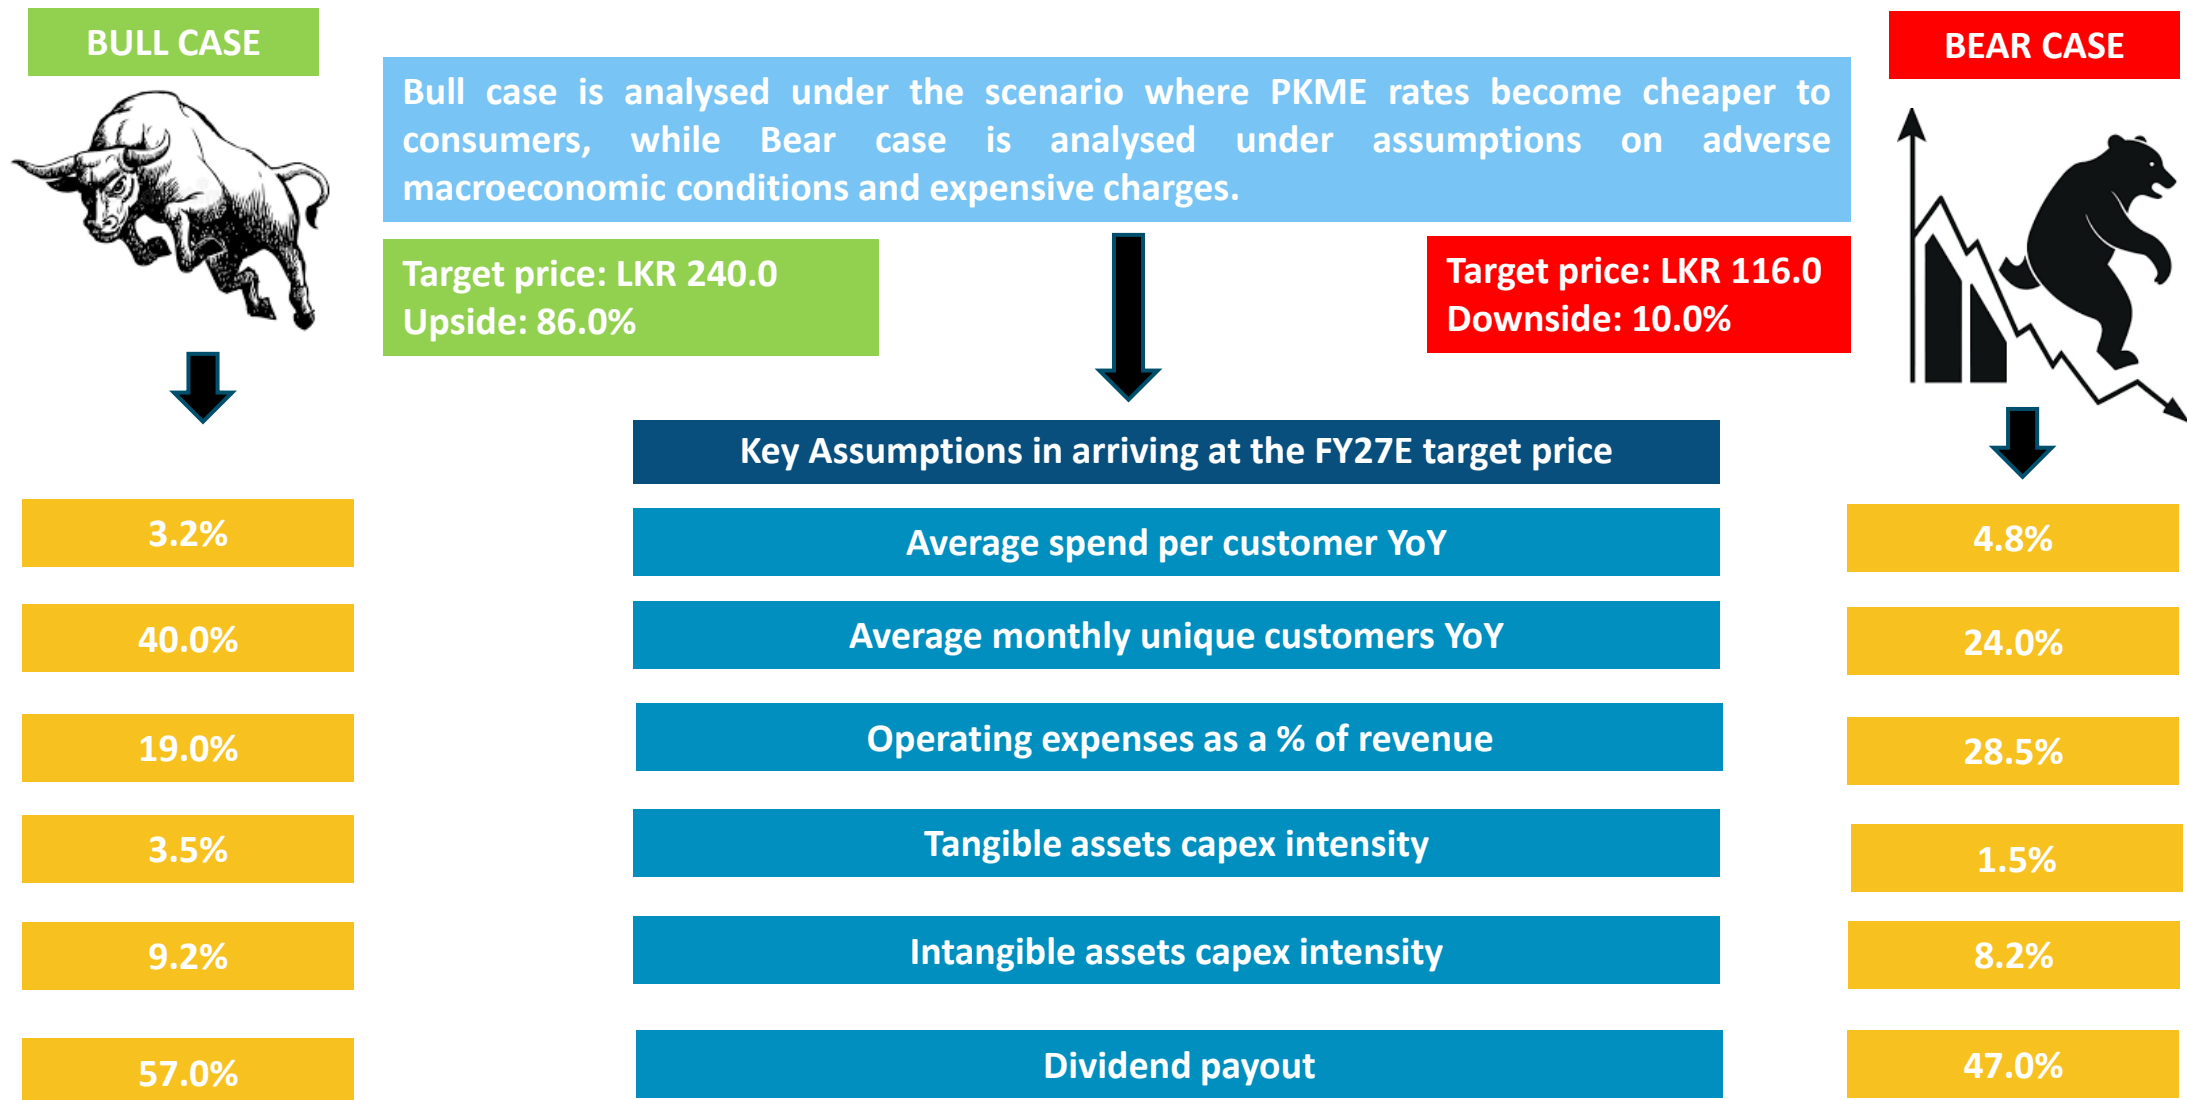 BULL CASE
BEAR CASE
Bull case is analysed under the scenario where PKME rates become cheaper to
consumers, while Bear case is analysed under assumptions on adverse
macroeconomic conditions and expensive charges.
Target price: LKR 240.0
Upside: 86.0%
Target price: LKR 116.0
Downside: 10.0%
Key Assumptions in arriving at the FY27E target price
3.2%
Average spend per customer YoY
4.8%
40.0%
Average monthly unique customers YoY
24.0%
19.0%
Operating expenses as a % of revenue
28.5%
3.5%
Tangible assets capex intensity
1.5%
9.2%
Intangible assets capex intensity
8.2%
57.0%
Dividend payout
47.0%